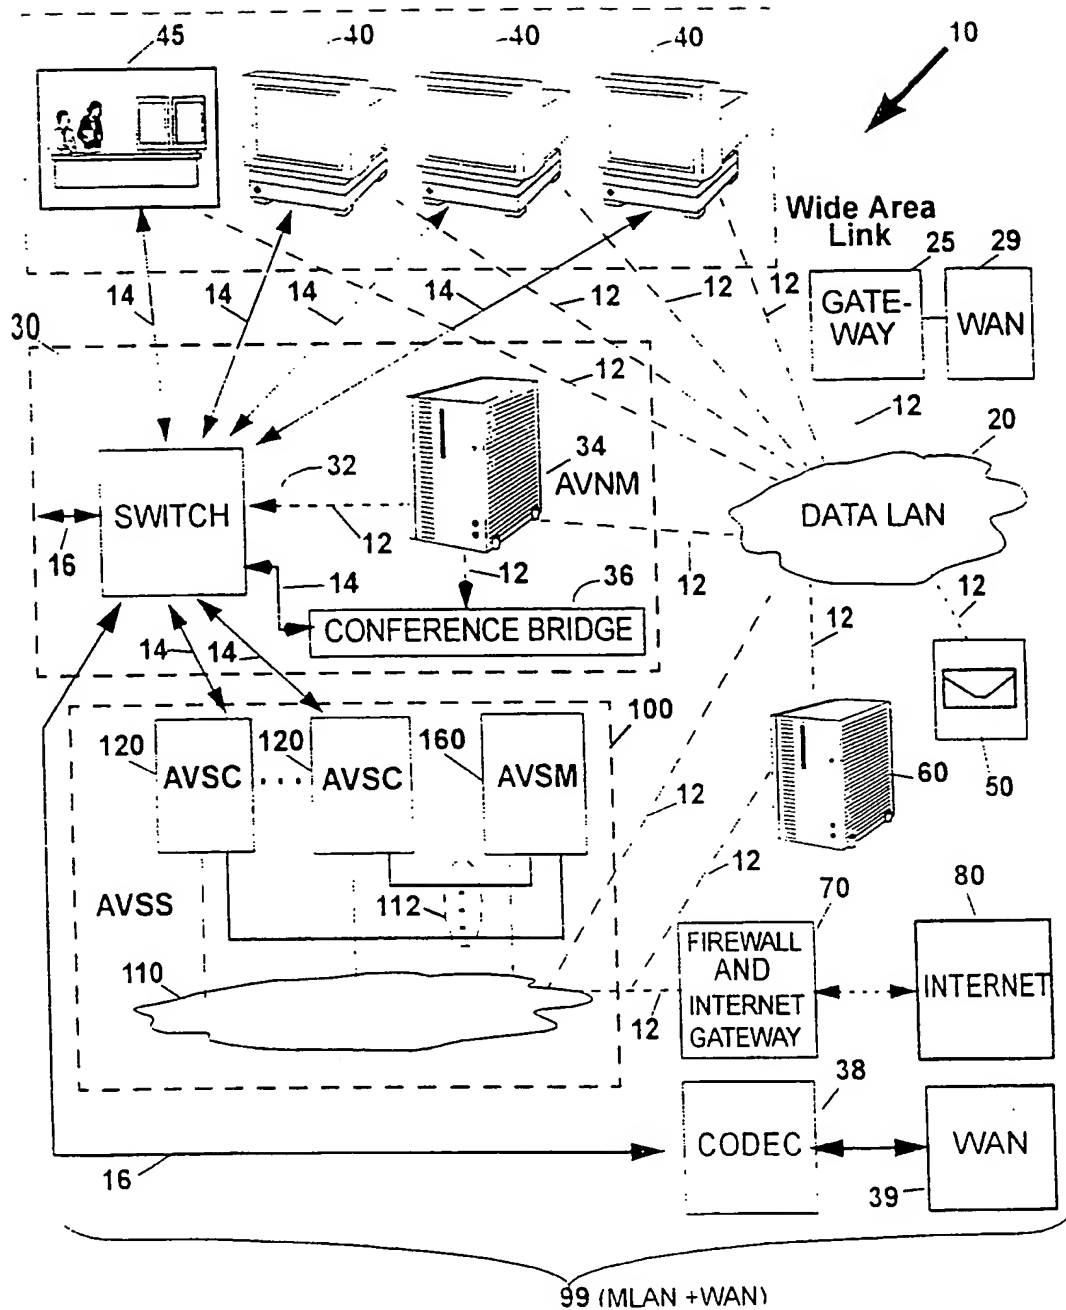 45
40
40
40
10
Wide Area
Link
25
29
GATE-
WAY
WAN
14
14
14
14
12
12
12
30
12
12
20
32
34
AVNM
SWITCH
DATA LAN
16
12
12
12
14
36
12
12
CONFERENCE BRIDGE
14
14
100
120
120
160
AVSC
...
AVSC
AVSM
60
50
12
12
AVSS
112
70
80
FIREWALL
AND
INTERNET
GATEWAY
INTERNET
110
12
38
CODEC
WAN
16
39
99 (MLAN +WAN)